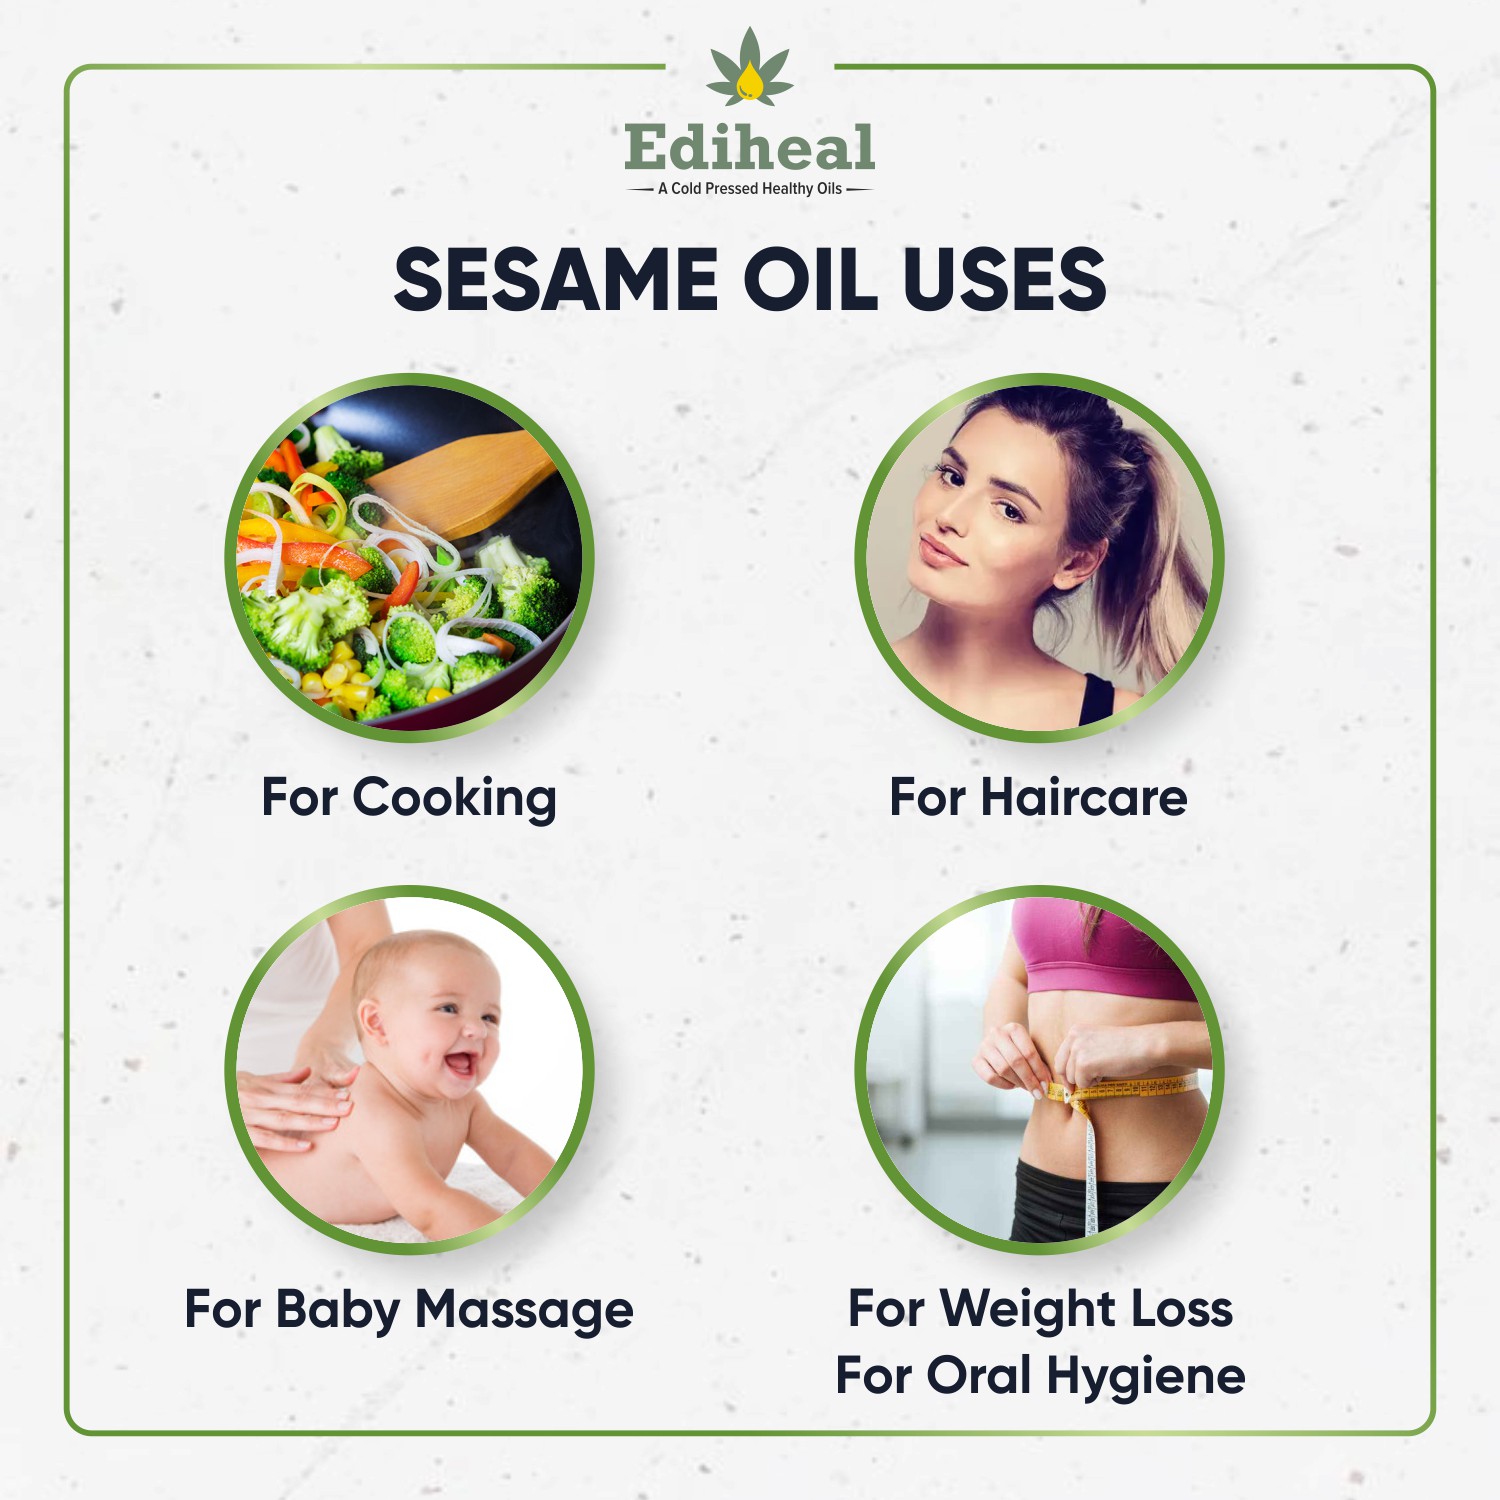 Ediheal
A Cold Pressed Healthy Oils
SESAME OIL USES
For Cooking
For Haircare
For Baby Massage
For Weight Loss
For Oral Hygiene